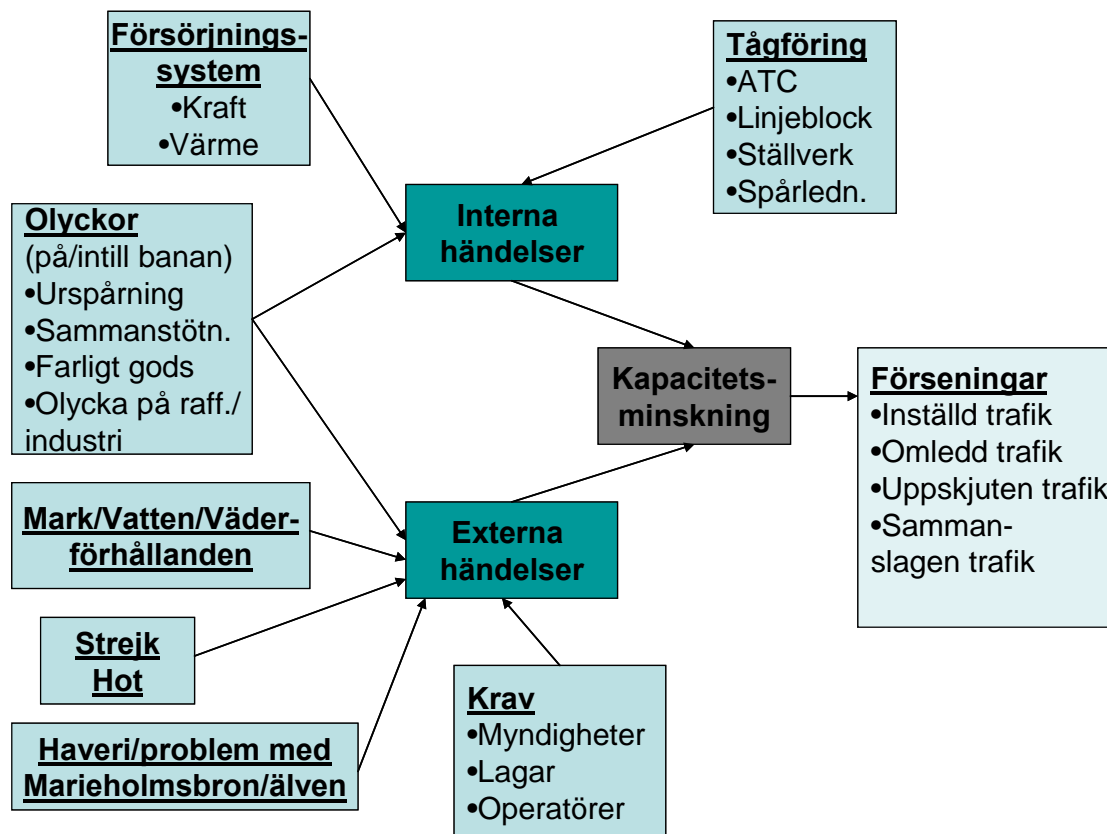 Försörjnings-
system
•Kraft
•Värme
Tågföring
•ATC
•Linjeblock
•Ställverk
•Spårledn.
Olyckor
(på/intill banan)
•Urspårning
•Sammanstötn.
•Farligt gods
•Olycka på raff./
industri
Interna
händelser
Kapacitets-
minskning
Förseningar
•Inställd trafik
•Omledd trafik
•Uppskjuten trafik
•Samman-
slagen trafik
Mark/Vatten/Väder-
förhållanden
Externa
händelser
Strejk
Hot
Haveri/problem med
Marieholmsbron/älven
Krav
•Myndigheter
•Lagar
•Operatörer